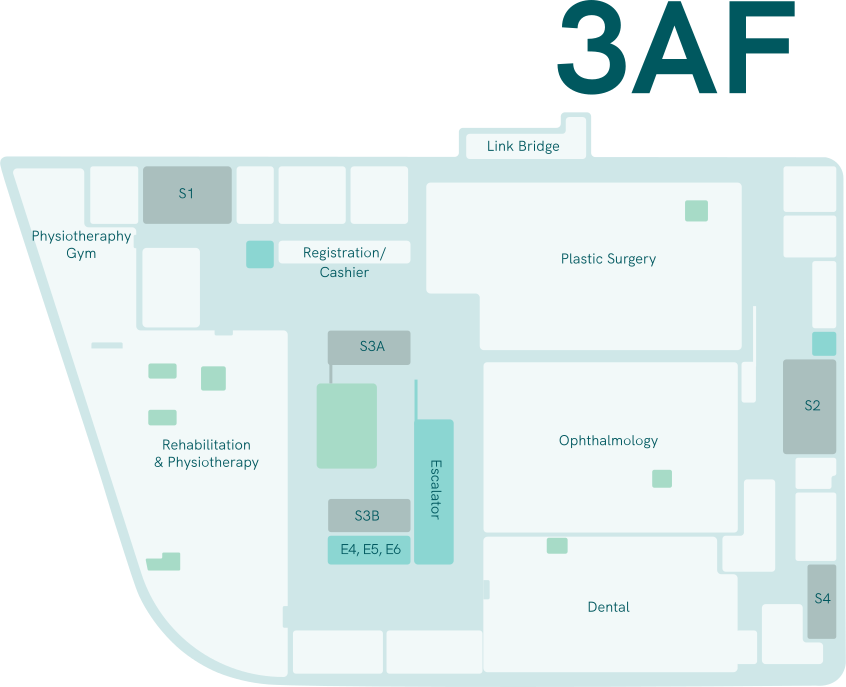 3AF
Link Bridge
S1
Physiotheraphy
Gym
Registration/
Cashier
Plastic Surgery
S3A
S2
Rehabilitation
& Physiotherapy
Ophthalmology
Escalator
S3B
E4, E5, E6
Dental
S4